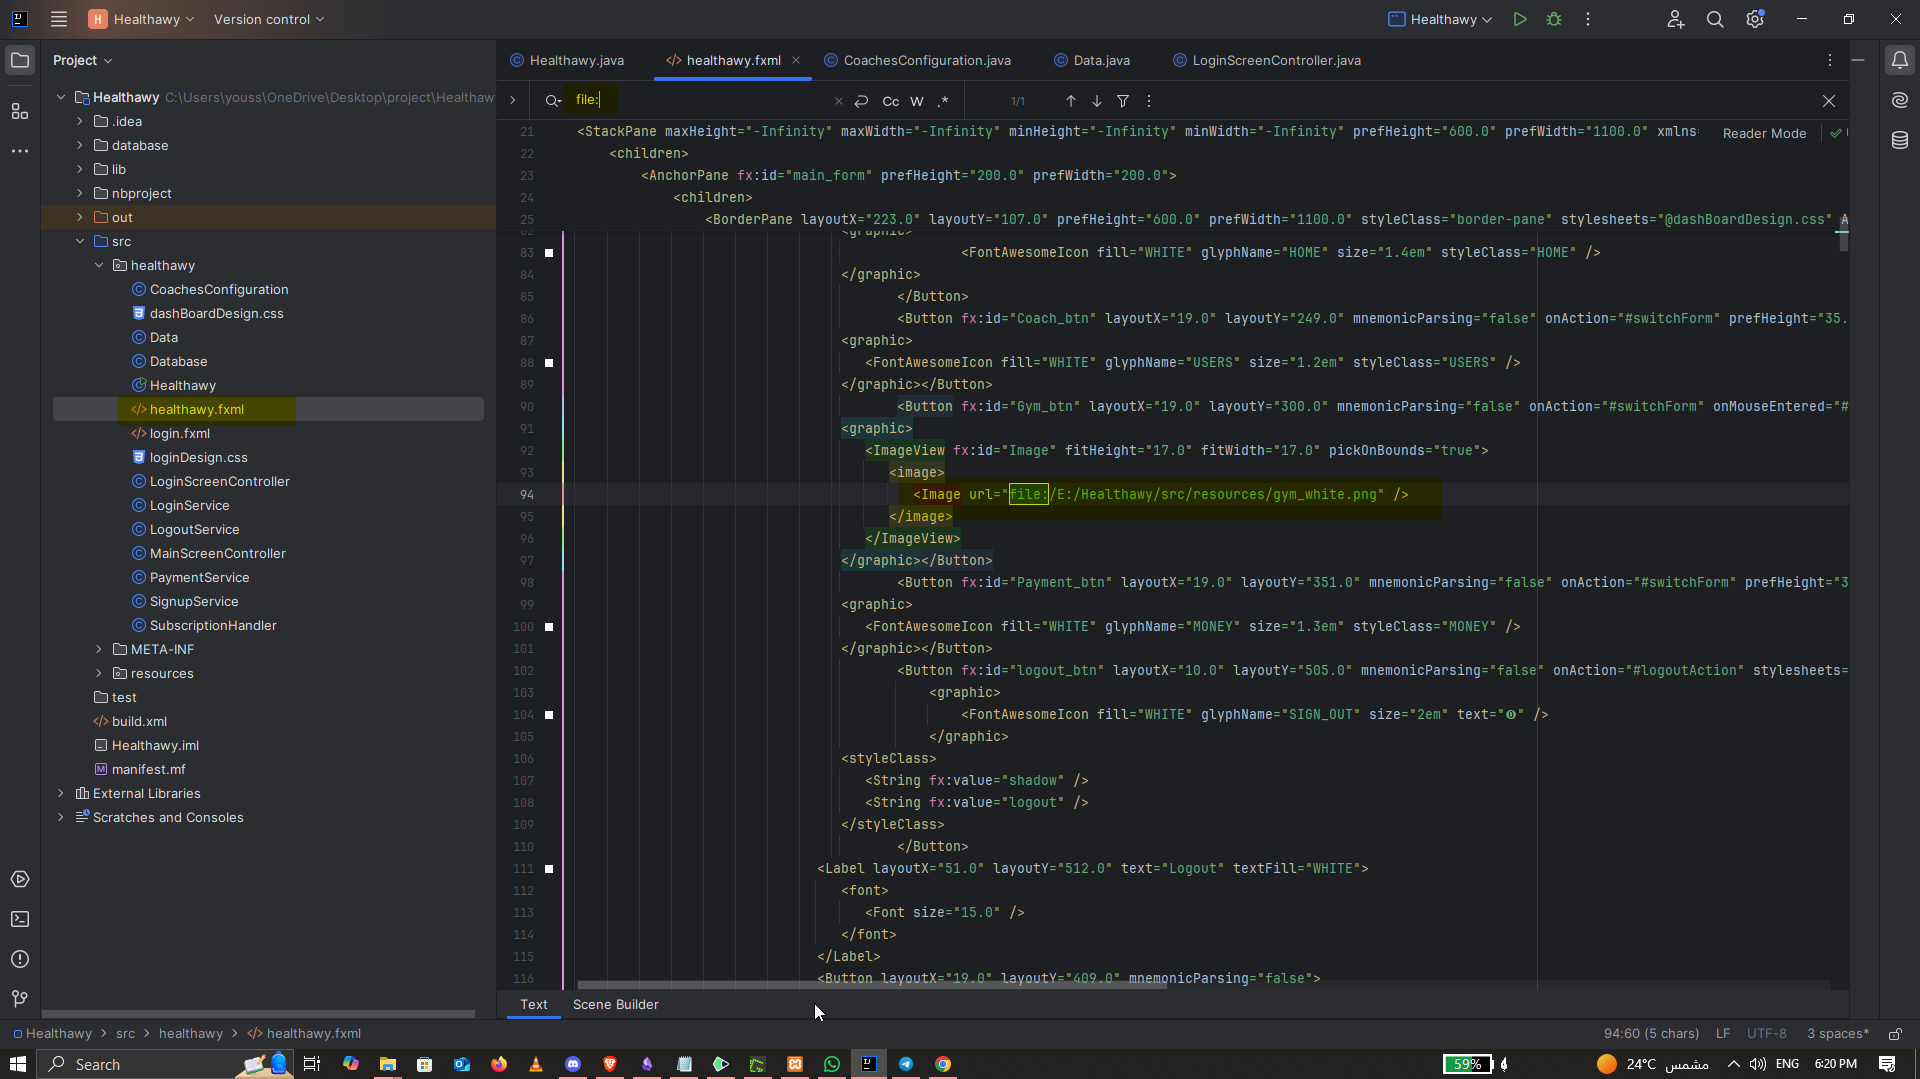 H Healthawy Version control Healthawy
Project
Healthawy.java healthawy.fxml CoachesConfiguration.java Data.java LoginScreenController.java
file: Cc W .* 1/1
Healthawy C:\Users\youss\OneDrive\Desktop\project\Healthaw
.idea
database
lib
nbproject
out
src
healthawy
CoachesConfiguration
dashBoardDesign.css
Data
Database
Healthawy
healthawy.fxml
login.fxml
loginDesign.css
LoginScreenController
LoginService
LogoutService
MainScreenController
PaymentService
SignupService
SubscriptionHandler
META-INF
resources
test
build.xml
Healthawy.iml
manifest.mf
External Libraries
Scratches and Consoles
Reader Mode
21 <StackPane maxHeight="-Infinity" maxWidth="-Infinity" minHeight="-Infinity" minWidth="-Infinity" prefHeight="600.0" prefWidth="1100.0" xmlns=
22 <children>
23 <AnchorPane fx:id="main_form" prefHeight="200.0" prefWidth="200.0">
24 <children>
25 <BorderPane layoutX="223.0" layoutY="107.0" prefHeight="600.0" prefWidth="1100.0" styleClass="border-pane" stylesheets="@dashBoardDesign.css" A
82 <graphic>
83 <FontAwesomeIcon fill="WHITE" glyphName="HOME" size="1.4em" styleClass="HOME" />
84 </graphic>
85 </Button>
86 <Button fx:id="Coach_btn" layoutX="19.0" layoutY="249.0" mnemonicParsing="false" onAction="#switchForm" prefHeight="35.
87 <graphic>
88 <FontAwesomeIcon fill="WHITE" glyphName="USERS" size="1.2em" styleClass="USERS" />
89 </graphic></Button>
90 <Button fx:id="Gym_btn" layoutX="19.0" layoutY="300.0" mnemonicParsing="false" onAction="#switchForm" onMouseEntered="#
91 <graphic>
92 <ImageView fx:id="Image" fitHeight="17.0" fitWidth="17.0" pickOnBounds="true">
93 <image>
94 <Image url="file:/E:/Healthawy/src/resources/gym_white.png" />
95 </image>
96 </ImageView>
97 </graphic></Button>
98 <Button fx:id="Payment_btn" layoutX="19.0" layoutY="351.0" mnemonicParsing="false" onAction="#switchForm" prefHeight="3
99 <graphic>
100 <FontAwesomeIcon fill="WHITE" glyphName="MONEY" size="1.3em" styleClass="MONEY" />
101 </graphic></Button>
102 <Button fx:id="logout_btn" layoutX="10.0" layoutY="505.0" mnemonicParsing="false" onAction="#logoutAction" stylesheets=
103 <graphic>
104 <FontAwesomeIcon fill="WHITE" glyphName="SIGN_OUT" size="2em" text="" />
105 </graphic>
106 <styleClass>
107 <String fx:value="shadow" />
108 <String fx:value="logout" />
109 </styleClass>
110 </Button>
111 <Label layoutX="51.0" layoutY="512.0" text="Logout" textFill="WHITE">
112 <font>
113 <Font size="15.0" />
114 </font>
115 </Label>
116 <Button layoutX="19.0" layoutY="409.0" mnemonicParsing="false">
Text Scene Builder
Healthawy > src > healthawy > healthawy.fxml 94:60 (5 chars) LF UTF-8 3 spaces*
Search 59% 24°C مشمس ENG 6:20 PM